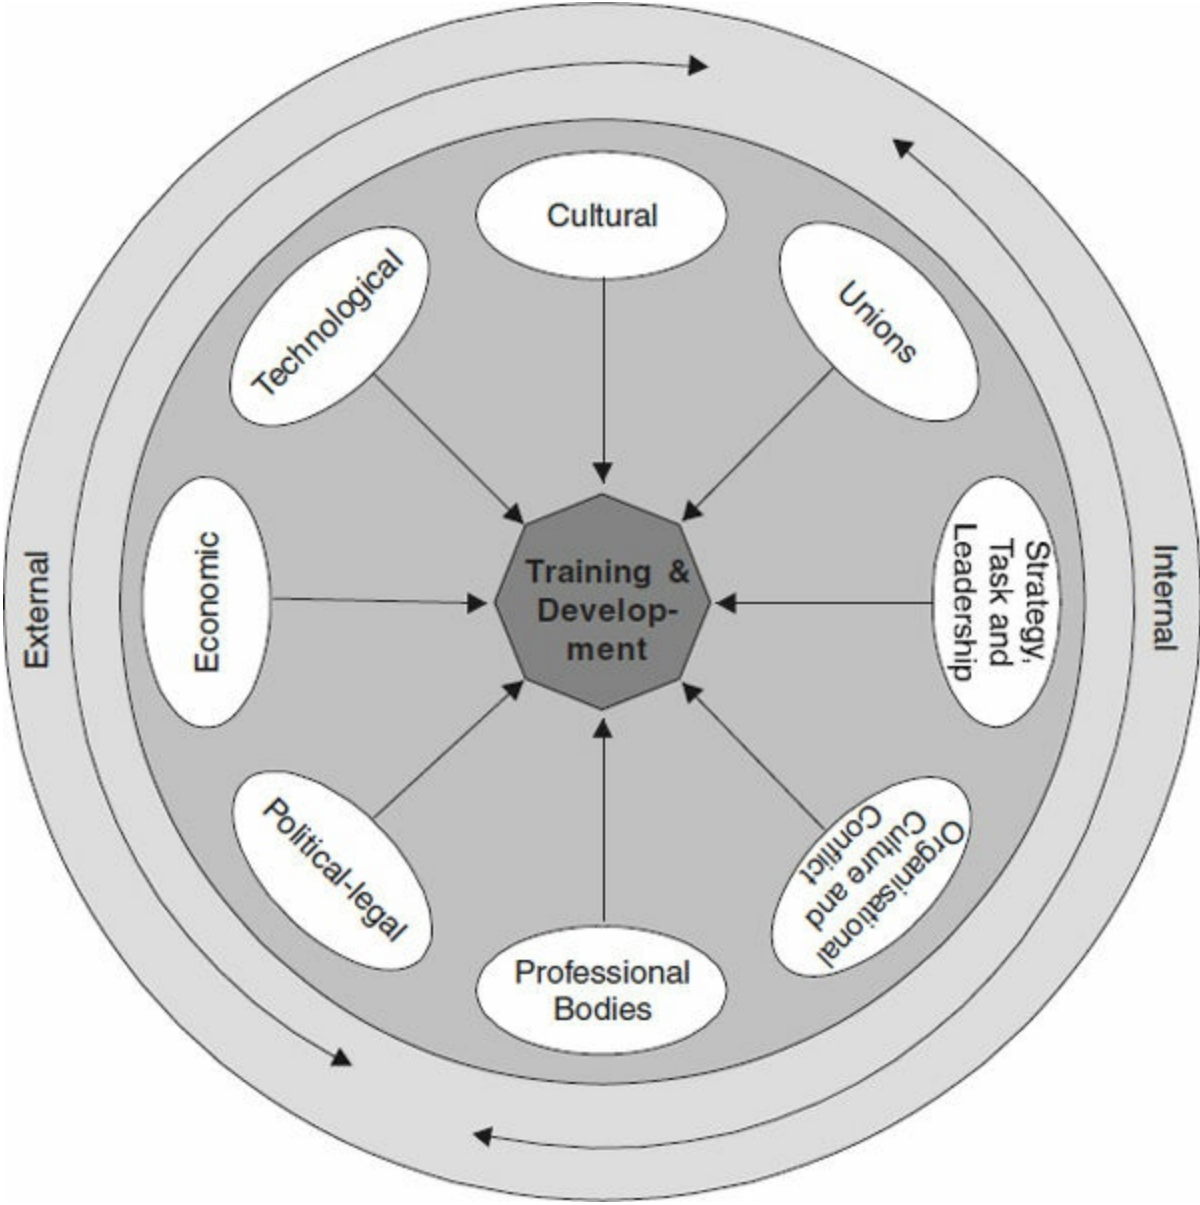 Cultural
Technological
Unions
External
Economic
Training & 
Develop-
ment
Strategy,
Task and
Leadership
Internal
Political-legal
Organisational
Culture and
Conflict
Professional
Bodies